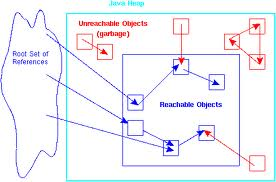 Java Heap
Unreachable Objects
(garbage)
Root Set of
References
Reachable Objects